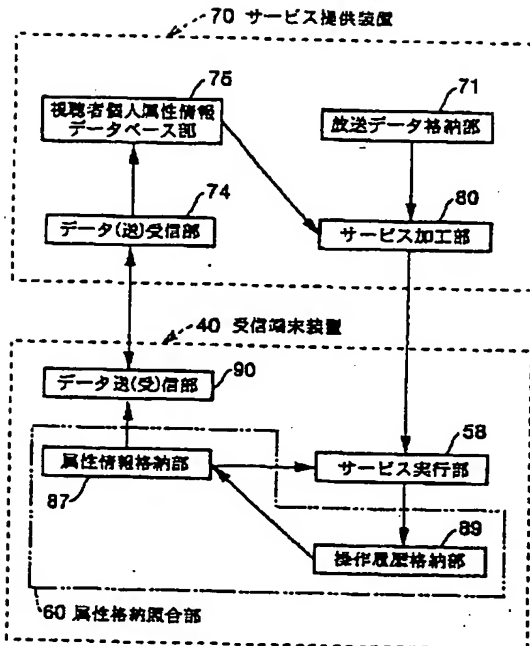 70 サービス提供装置
75
視聴者個人属性情報
データベース部
71
放送データ格納部
74
データ(送)受信部
80
サービス加工部
40 受信端末装置
データ送(受)信部
90
属性情報格納部
87
58
サービス実行部
89
操作履歴格納部
60 属性格納照合部